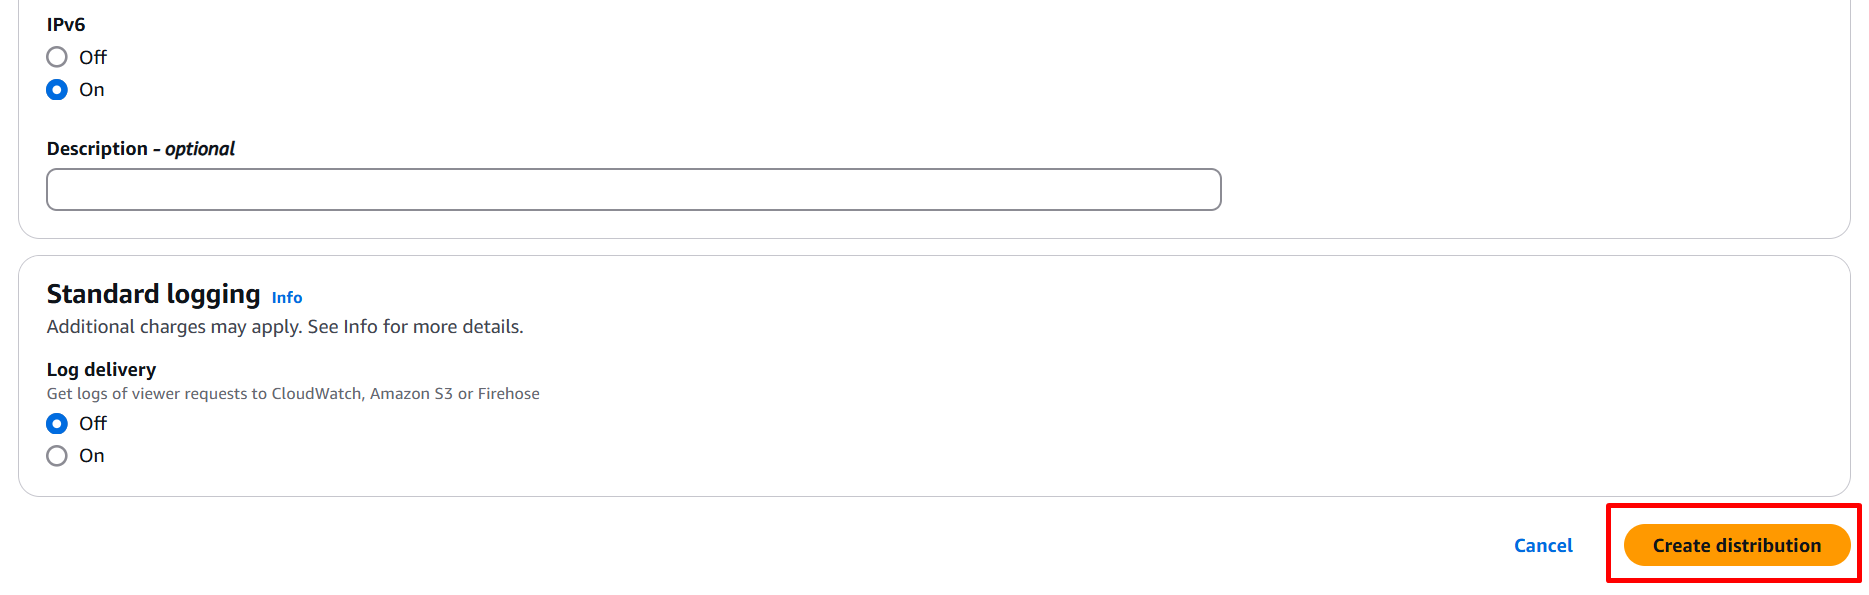 IPv6
Off
On
Description - optional
Standard logging Info
Additional charges may apply. See Info for more details.
Log delivery
Get logs of viewer requests to CloudWatch, Amazon S3 or Firehose
Off
On
Cancel Create distribution